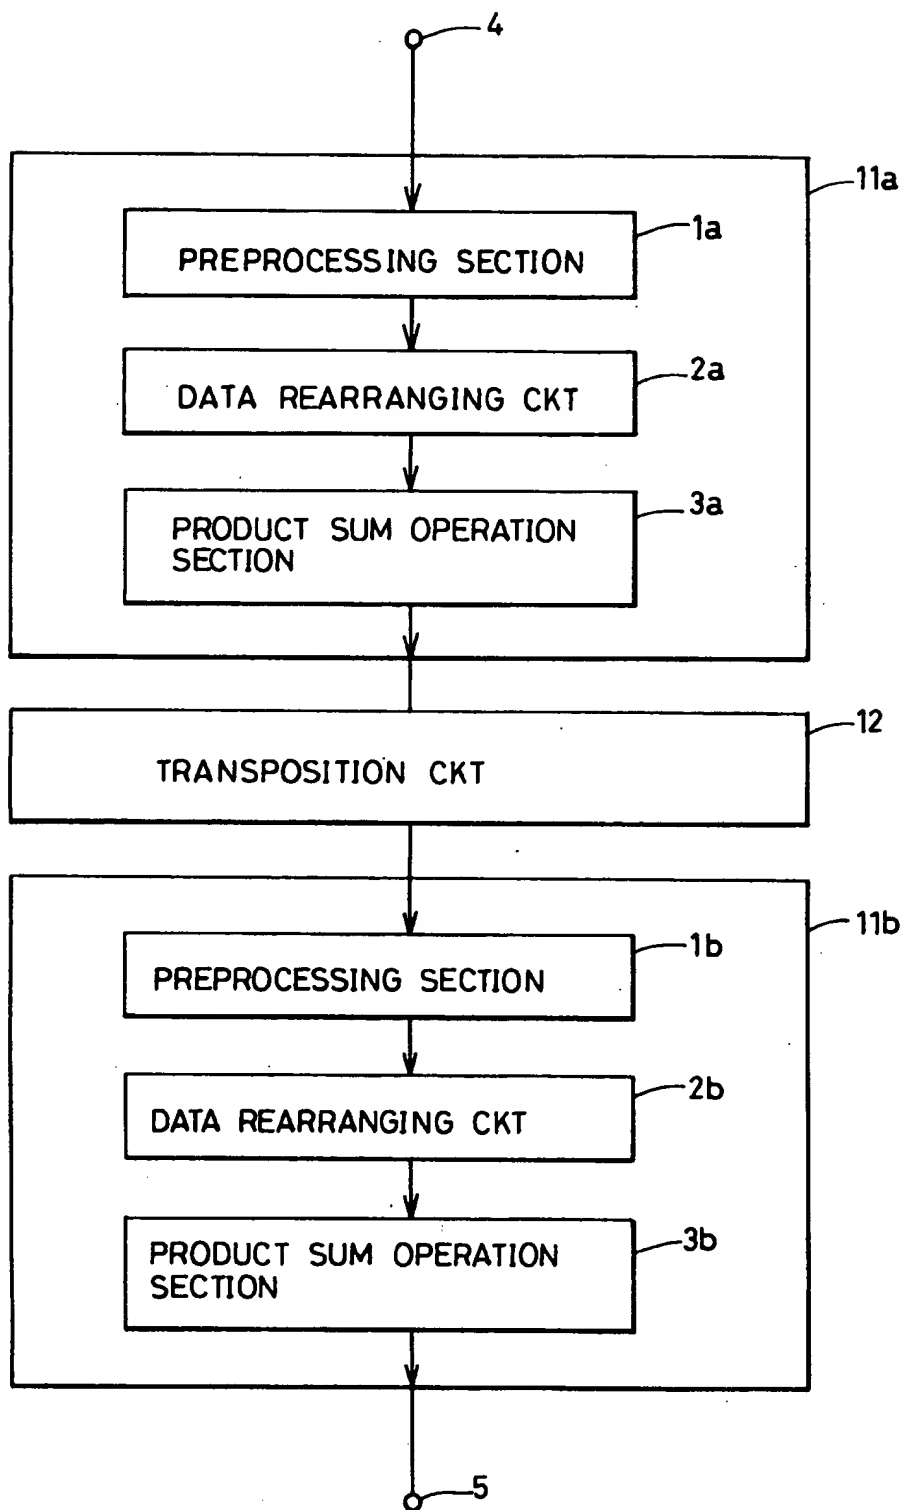 4
11a
1a
PREPROCESSING SECTION
2a
DATA REARRANGING CKT
3a
PRODUCT SUM OPERATION
SECTION
12
TRANSPOSITION CKT
11b
1b
PREPROCESSING SECTION
2b
DATA REARRANGING CKT
3b
PRODUCT SUM OPERATION
SECTION
5